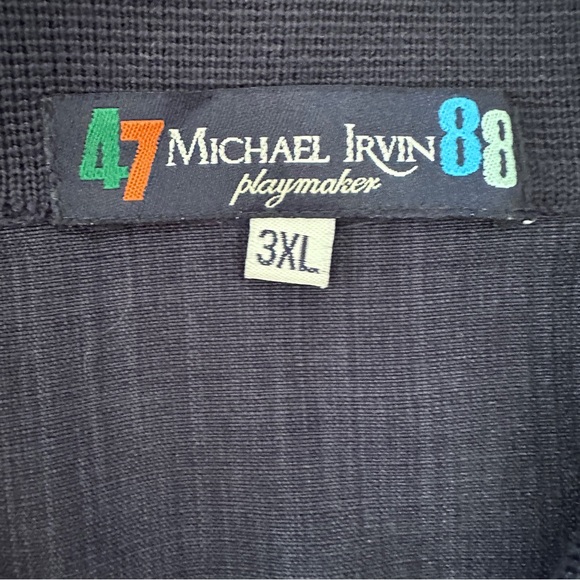 47 MICHAEL IRVIN 88
playmaker
3XL